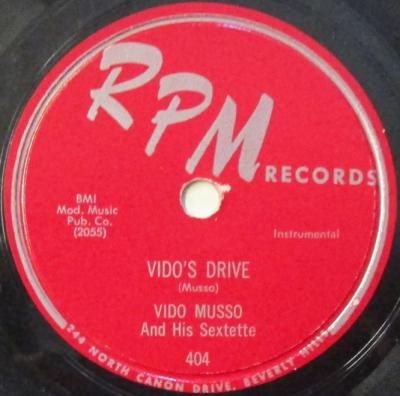 RPM
RECORDS
BMI
Mod. Music
Pub. Co.
(2055)
Instrumental
VIDO'S DRIVE
(Musso)
VIDO MUSSO
And His Sextette
404
244 NORTH CANON DRIVE, BEVERLY HILLS